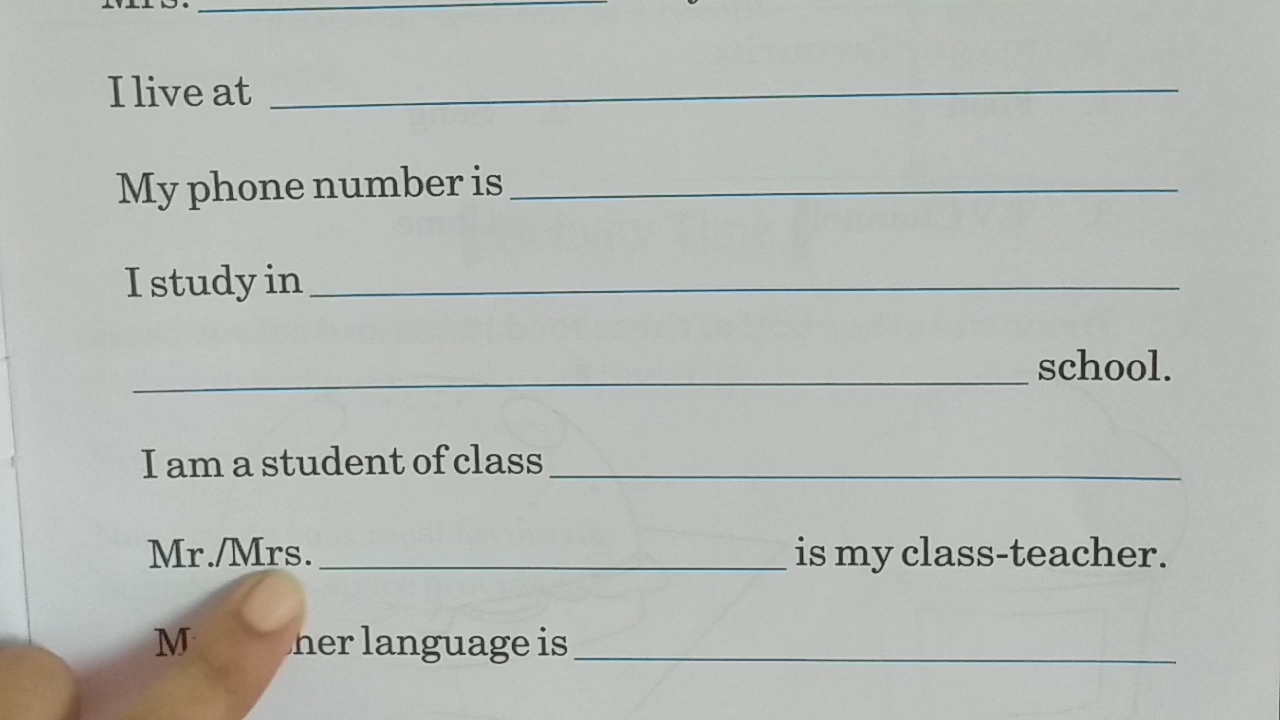 Mrs.
I live at
My phone number is
I study in
school.
I am a student of class
Mr./Mrs. is my class-teacher.
language is